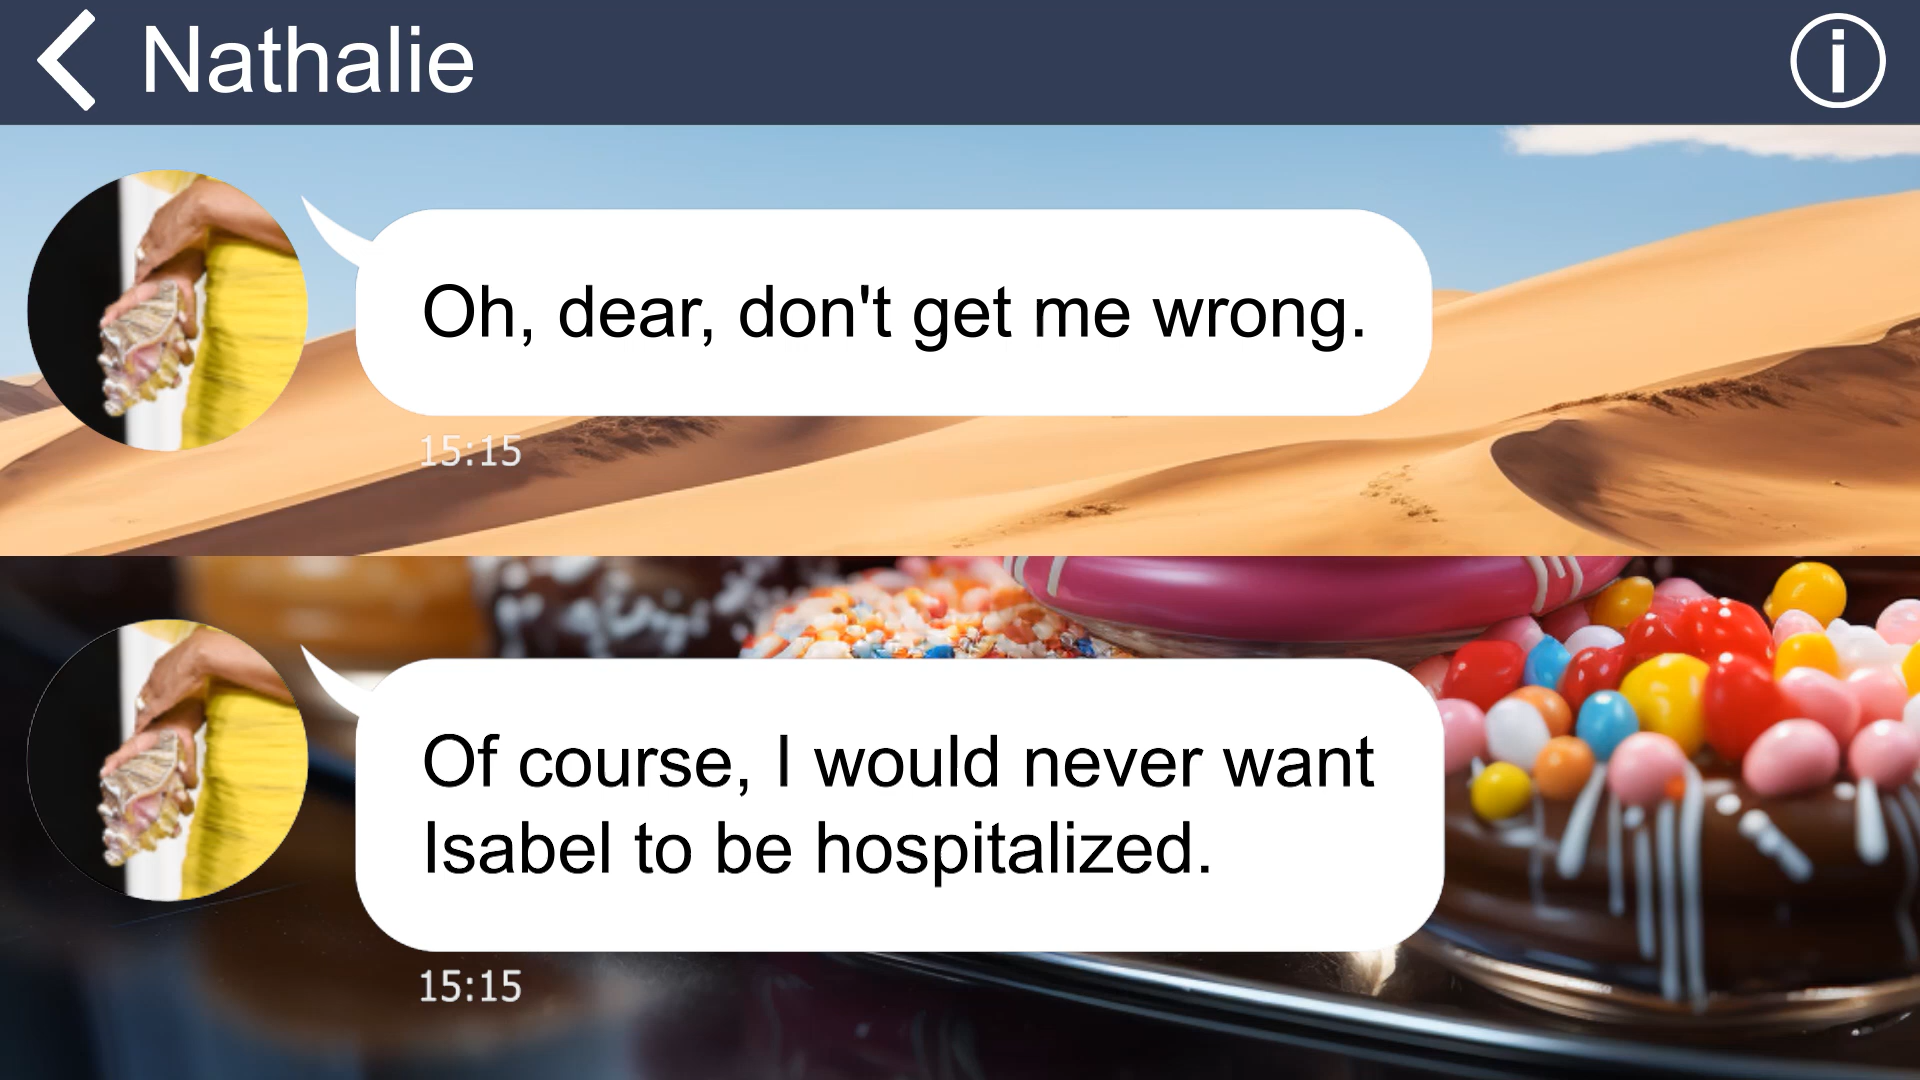 Nathalie
Oh, dear, don't get me wrong.
15:15
Of course, I would never want
Isabel to be hospitalized.
15:15